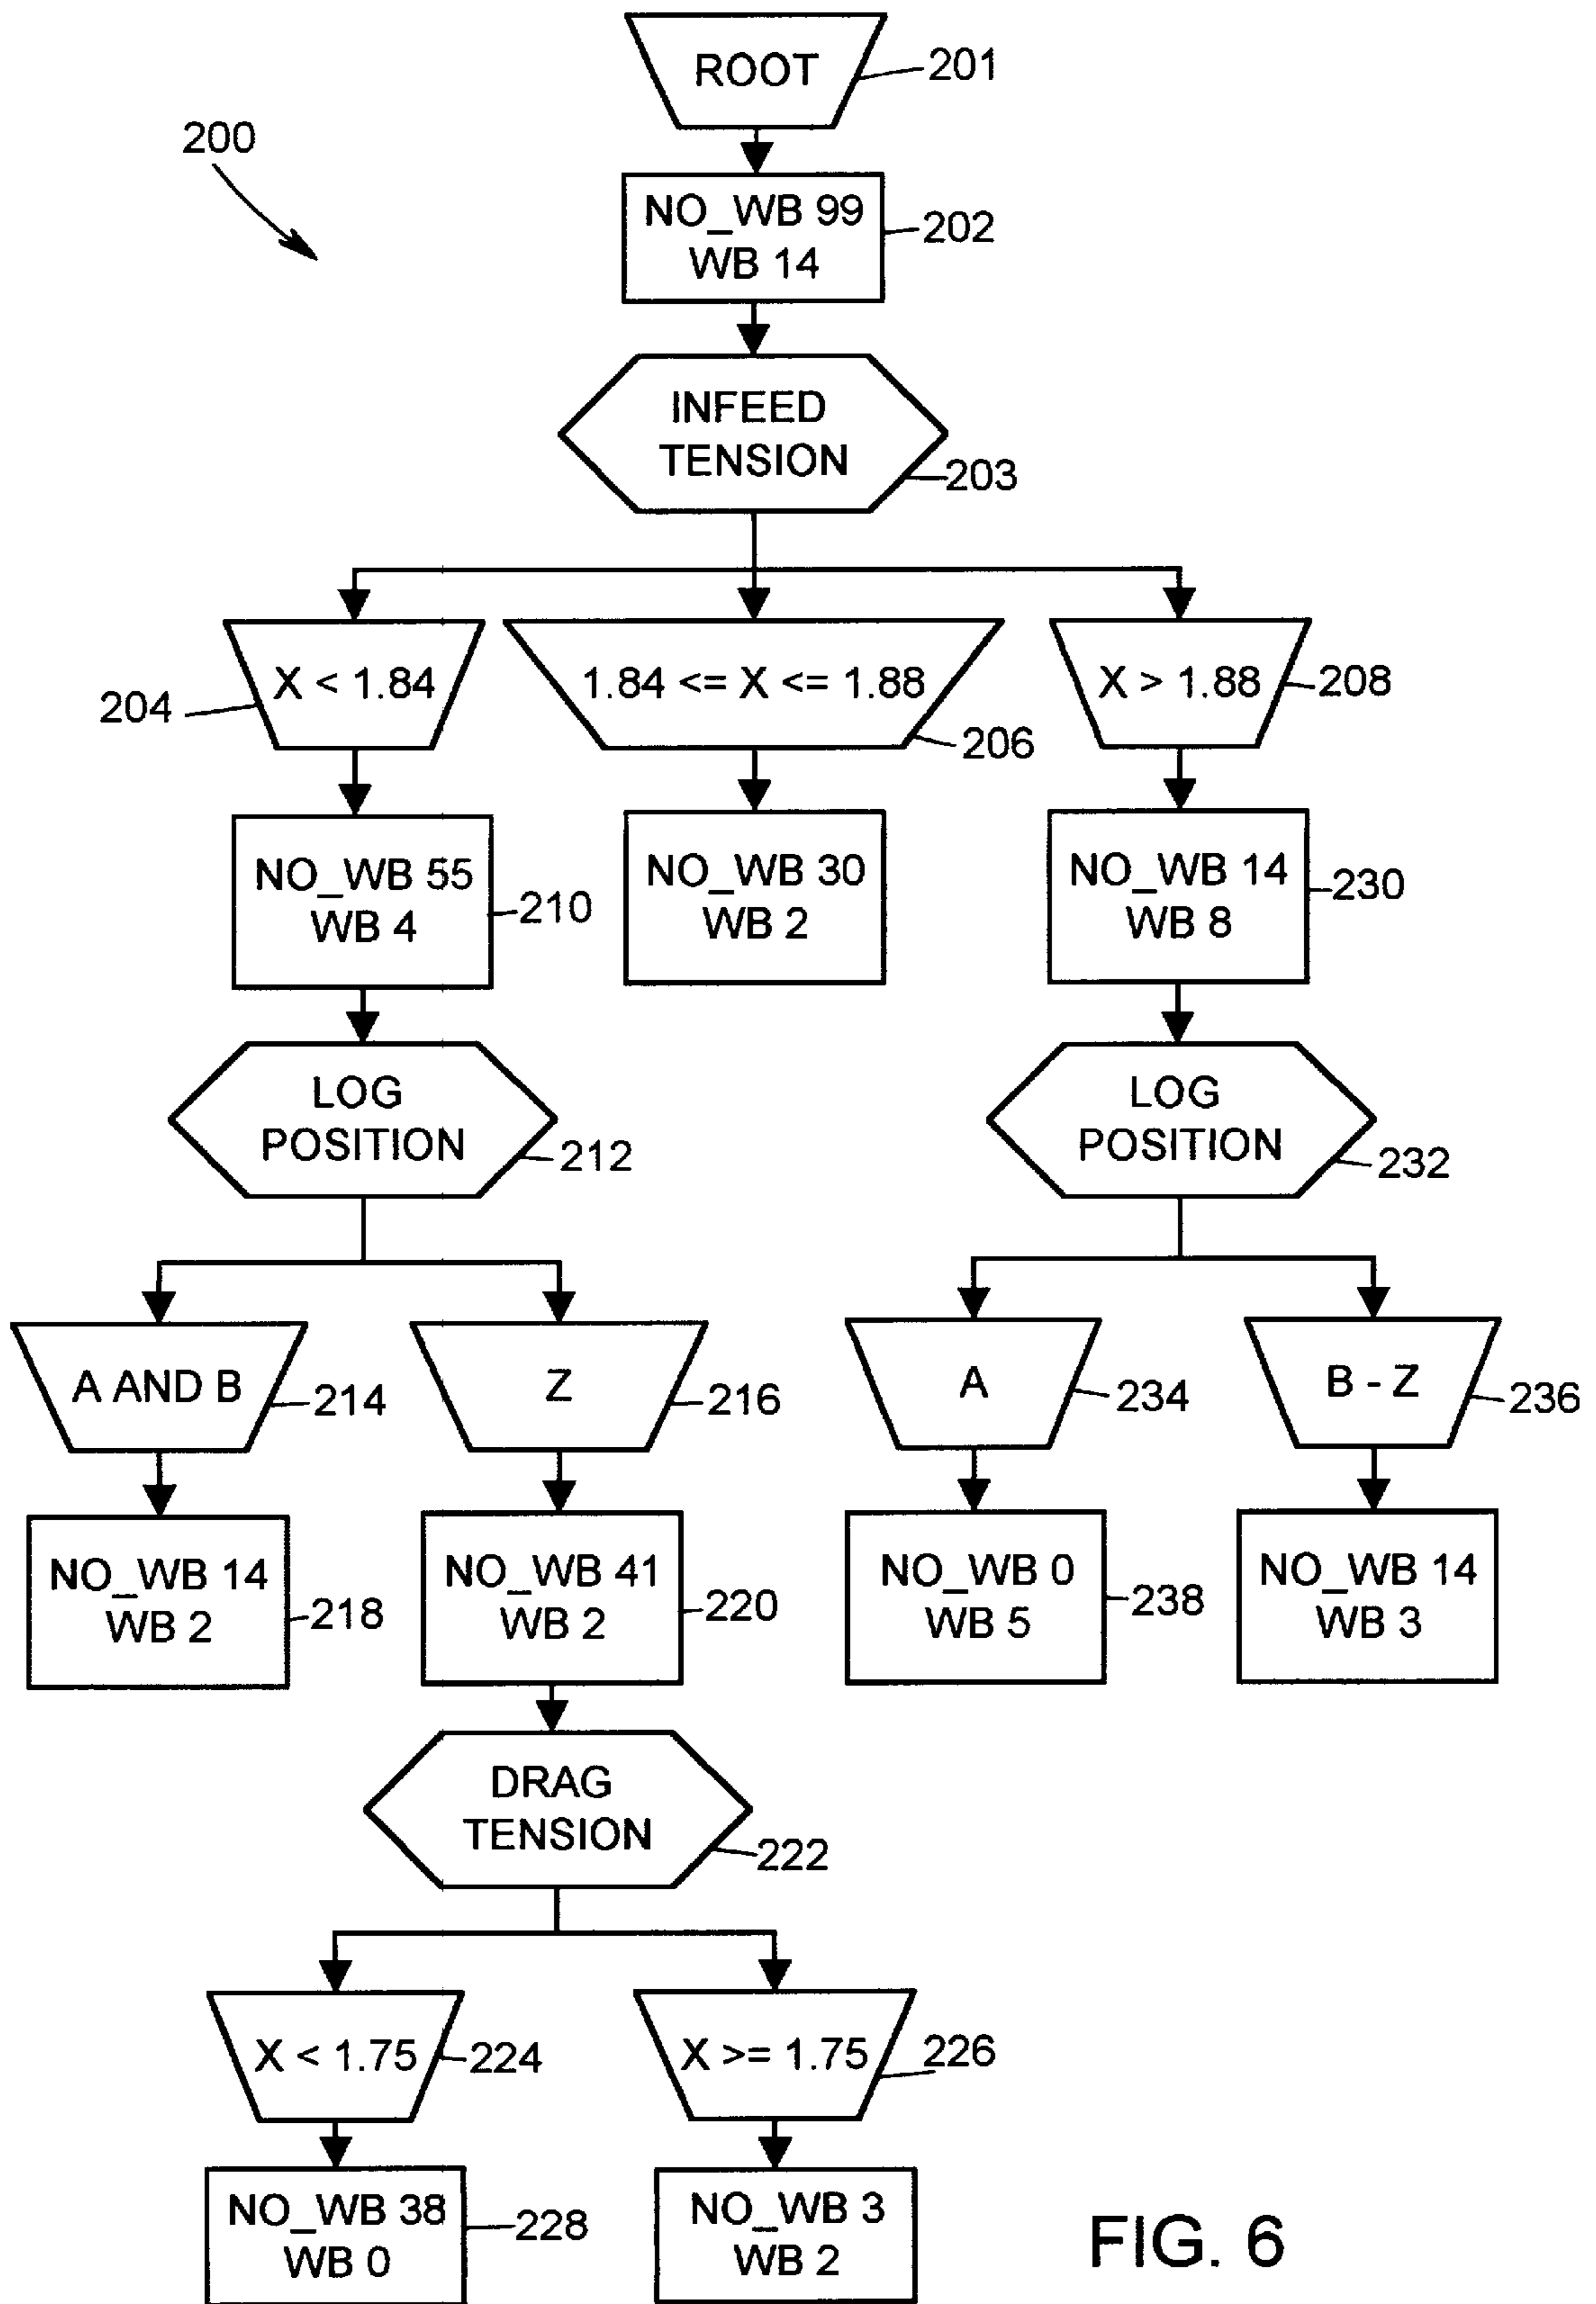 ROOT
201
200
NO_WB 99
WB 14
202
INFEED
TENSION
203
X < 1.84
204
1.84 <= X <= 1.88
206
X > 1.88
208
NO_WB 55
WB 4
210
NO_WB 30
WB 2
NO_WB 14
WB 8
230
LOG
POSITION
212
LOG
POSITION
232
A AND B
214
Z
216
A
234
B - Z
236
NO_WB 14
WB 2
218
NO_WB 41
WB 2
220
NO_WB 0
WB 5
238
NO_WB 14
WB 3
DRAG
TENSION
222
X < 1.75
224
X >= 1.75
226
NO_WB 38
WB 0
228
NO_WB 3
WB 2
FIG. 6